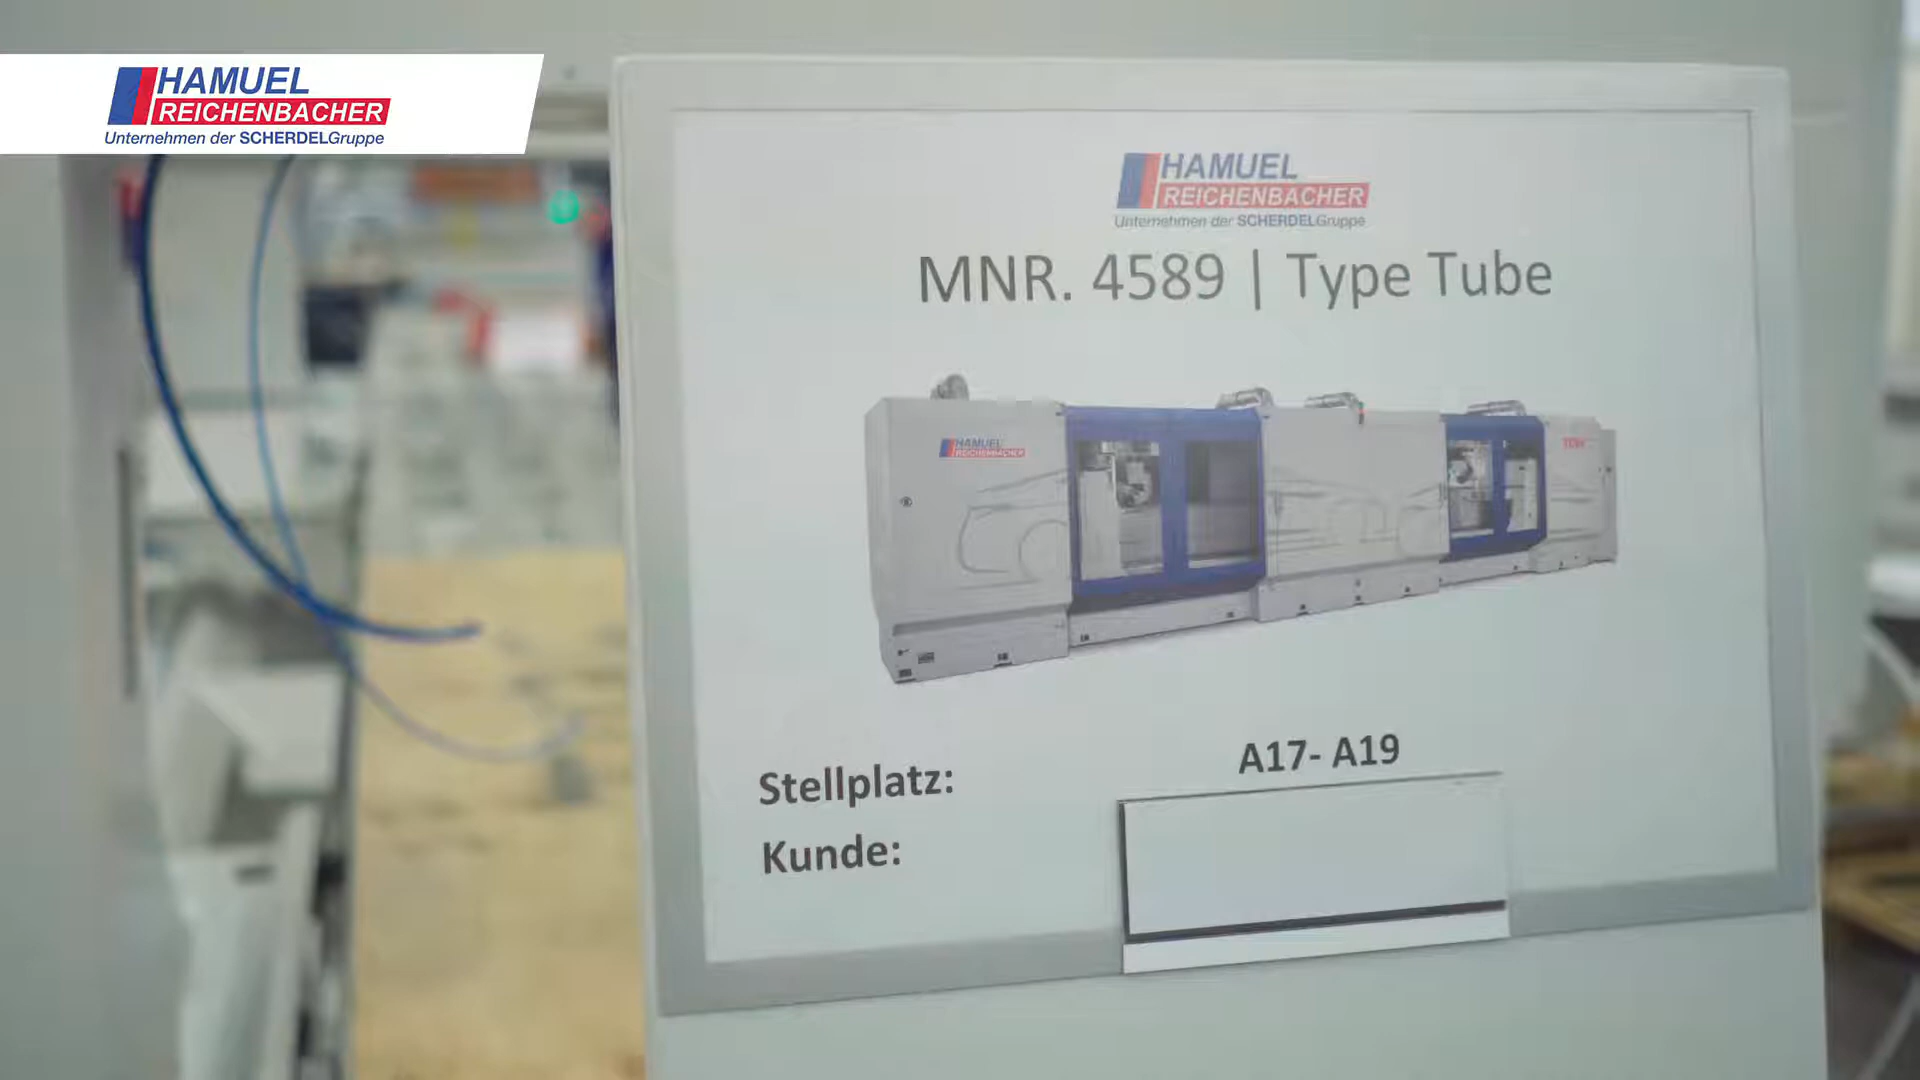 HAMUEL
REICHENBACHER
Unternehmen der SCHERDELGruppe
HAMUEL
REICHENBACHER
Unternehmen der SCHERDELGruppe
MNR. 4589 | Type Tube
HAMUEL
REICHENBACHER
Stellplatz: A17- A19
Kunde: